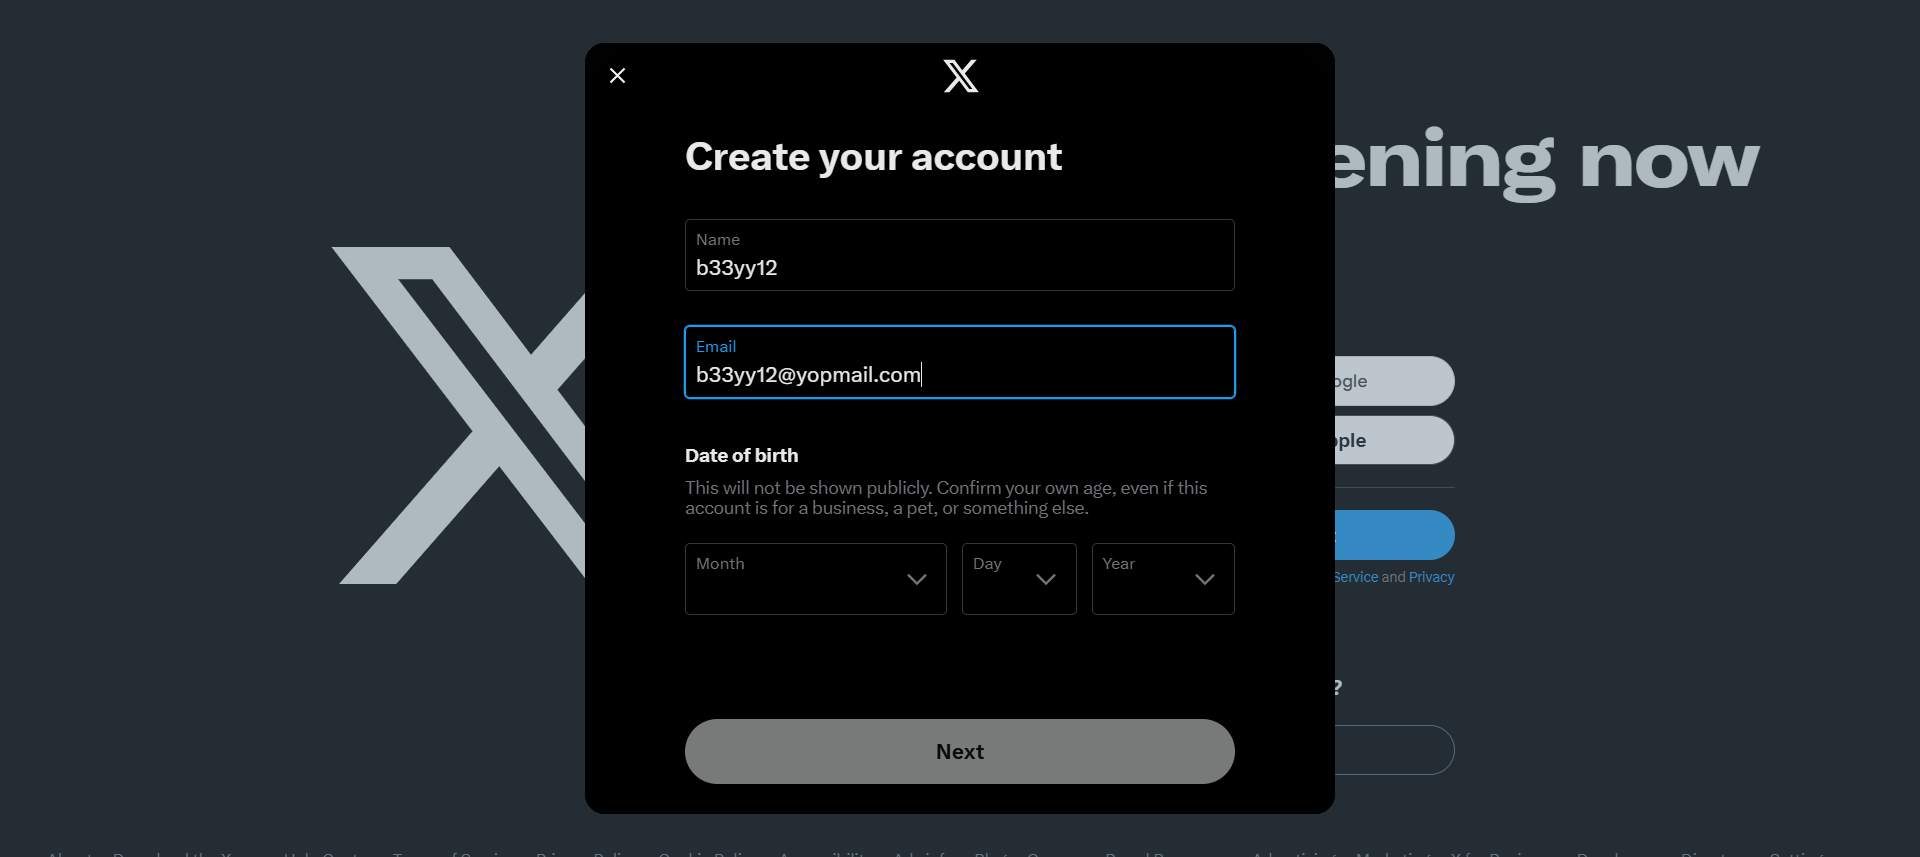 Create your account
ening now
Name
b33yy12
Email
b33yy12@yopmail.com
ogle
Date of birth
This will not be shown publicly. Confirm your own age, even if this
account is for a business, a pet, or something else.
Month
Day
Year
Service and Privacy
?
Next